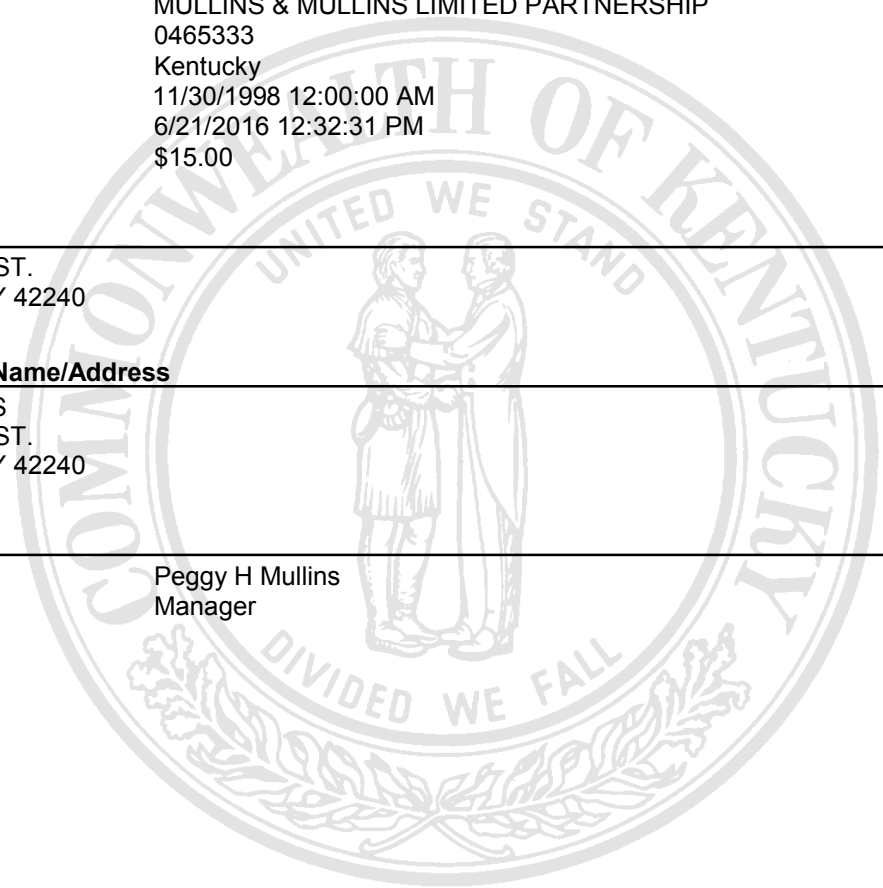 MULLINS & MULLINS LIMITED PARTNERSHIP
0465333
Kentucky
11/30/1998 12:00:00 AM
6/21/2016 12:32:31 PM
$15.00
COMMONWEALTH OF KENTUCKY
UNITED WE STAND
ST.
42240
Name/Address
S
ST.
42240
Peggy H Mullins
Manager
DIVIDED WE FALL